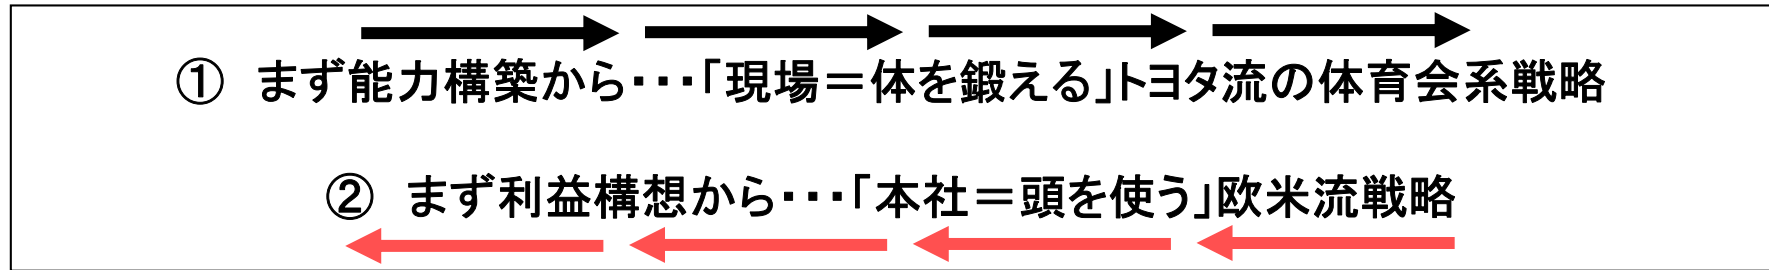 ① まず能力構築から・・・「現場＝体を鍛える」トヨタ流の体育会系戦略
② まず利益構想から・・・「本社＝頭を使う」欧米流戦略